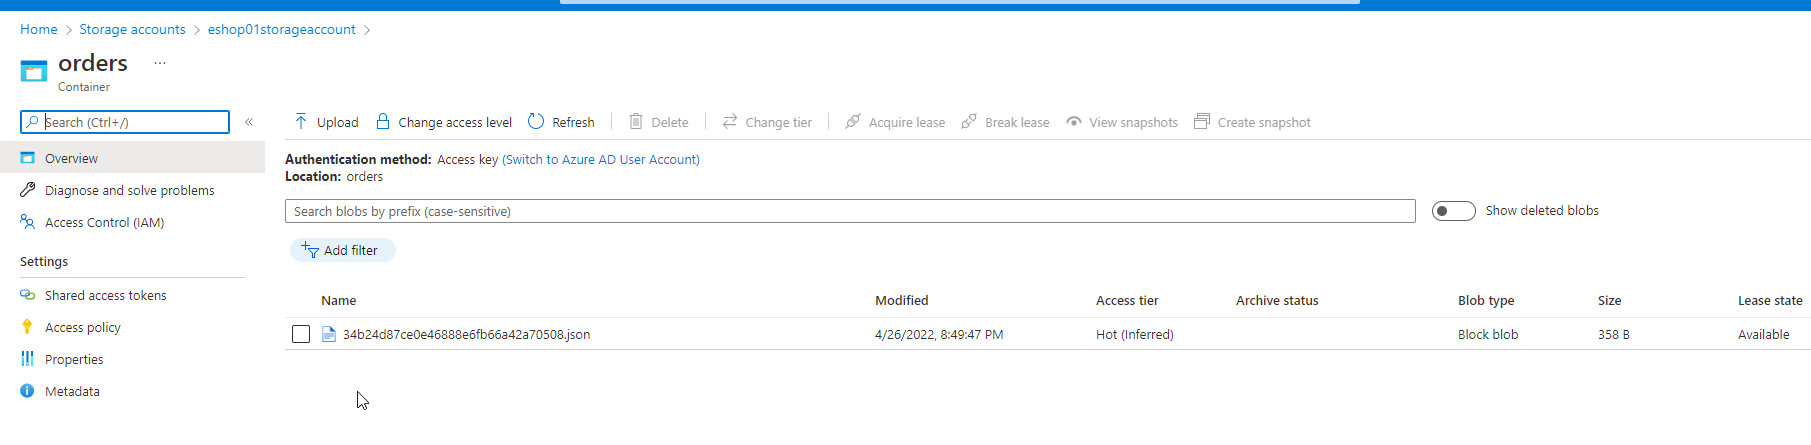 Home > Storage accounts > eshop01storageaccount >
orders ...
Container
Search (Ctrl+/) «
Upload Change access level Refresh Delete Change tier Acquire lease Break lease View snapshots Create snapshot
Overview
Diagnose and solve problems
Access Control (IAM)
Settings
Shared access tokens
Access policy
Properties
Metadata
Authentication method: Access key (Switch to Azure AD User Account)
Location: orders
Search blobs by prefix (case-sensitive)
Show deleted blobs
Add filter
Name Modified Access tier Archive status Blob type Size Lease state
34b24d87ce0e46888e6fb66a42a70508.json 4/26/2022, 8:49:47 PM Hot (Inferred) Block blob 358 B Available